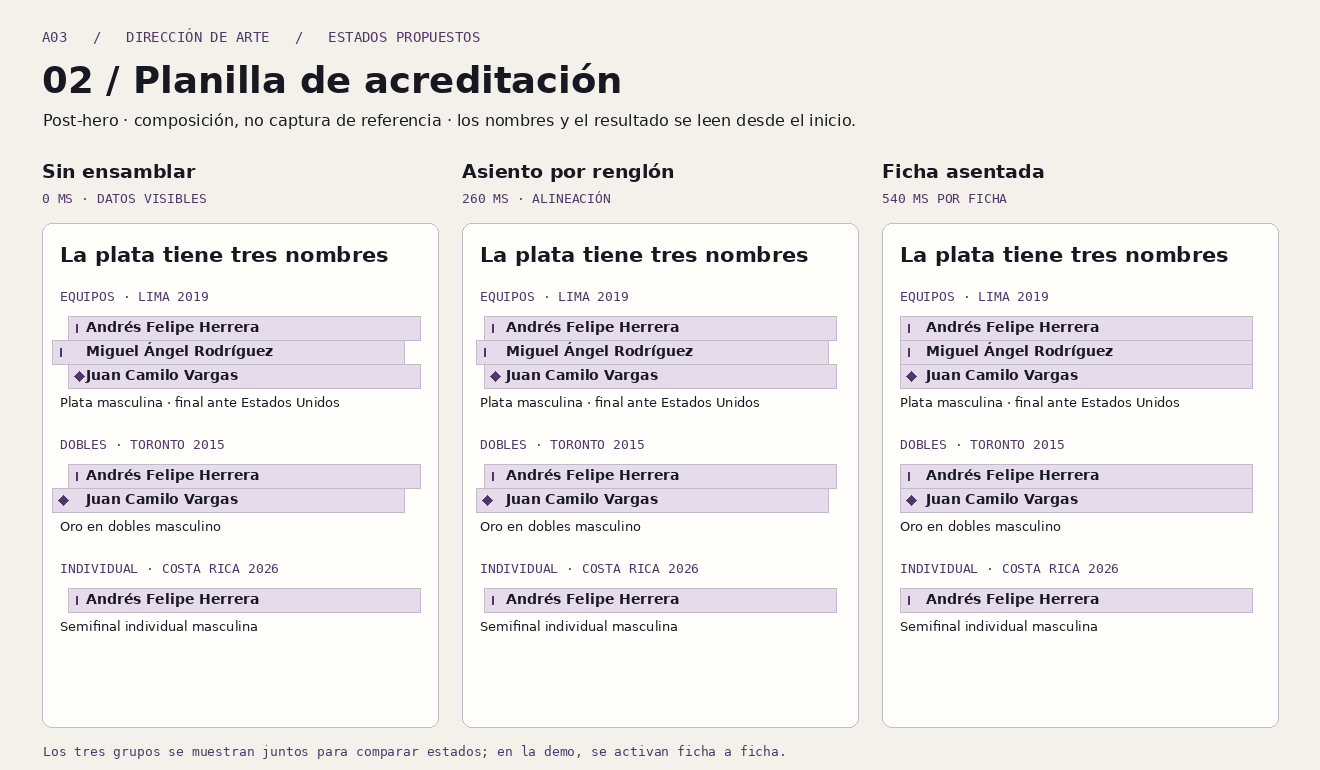 A03 / DIRECCIÓN DE ARTE / ESTADOS PROPUESTOS
02 / Planilla de acreditación
Post-hero · composición, no captura de referencia · los nombres y el resultado se leen desde el inicio.
Sin ensamblar
0 MS · DATOS VISIBLES
La plata tiene tres nombres
EQUIPOS · LIMA 2019
Andrés Felipe Herrera
Miguel Ángel Rodríguez
Juan Camilo Vargas
Plata masculina · final ante Estados Unidos
DOBLES · TORONTO 2015
Andrés Felipe Herrera
Juan Camilo Vargas
Oro en dobles masculino
INDIVIDUAL · COSTA RICA 2026
Andrés Felipe Herrera
Semifinal individual masculina
Asiento por renglón
260 MS · ALINEACIÓN
La plata tiene tres nombres
EQUIPOS · LIMA 2019
Andrés Felipe Herrera
Miguel Ángel Rodríguez
Juan Camilo Vargas
Plata masculina · final ante Estados Unidos
DOBLES · TORONTO 2015
Andrés Felipe Herrera
Juan Camilo Vargas
Oro en dobles masculino
INDIVIDUAL · COSTA RICA 2026
Andrés Felipe Herrera
Semifinal individual masculina
Ficha asentada
540 MS POR FICHA
La plata tiene tres nombres
EQUIPOS · LIMA 2019
Andrés Felipe Herrera
Miguel Ángel Rodríguez
Juan Camilo Vargas
Plata masculina · final ante Estados Unidos
DOBLES · TORONTO 2015
Andrés Felipe Herrera
Juan Camilo Vargas
Oro en dobles masculino
INDIVIDUAL · COSTA RICA 2026
Andrés Felipe Herrera
Semifinal individual masculina
Los tres grupos se muestran juntos para comparar estados; en la demo, se activan ficha a ficha.